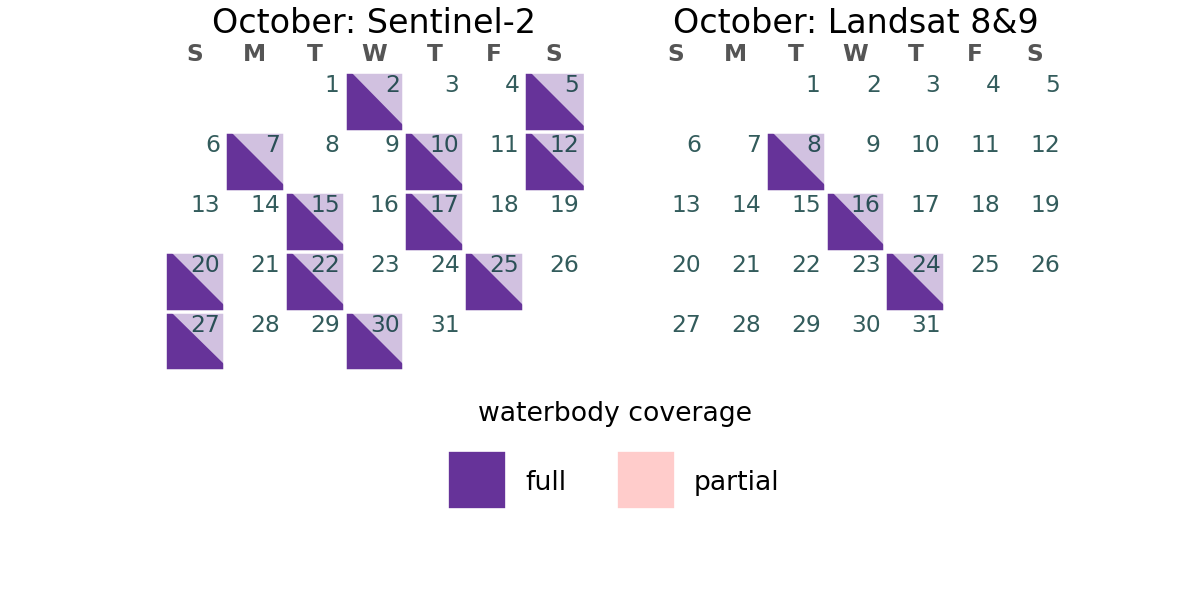 October: Sentinel-2
S M T W T F S
1 2 3 4 5
6 7 8 9 10 11 12
13 14 15 16 17 18 19
20 21 22 23 24 25 26
27 28 29 30 31
October: Landsat 8&9
S M T W T F S
1 2 3 4 5
6 7 8 9 10 11 12
13 14 15 16 17 18 19
20 21 22 23 24 25 26
27 28 29 30 31
waterbody coverage
full partial